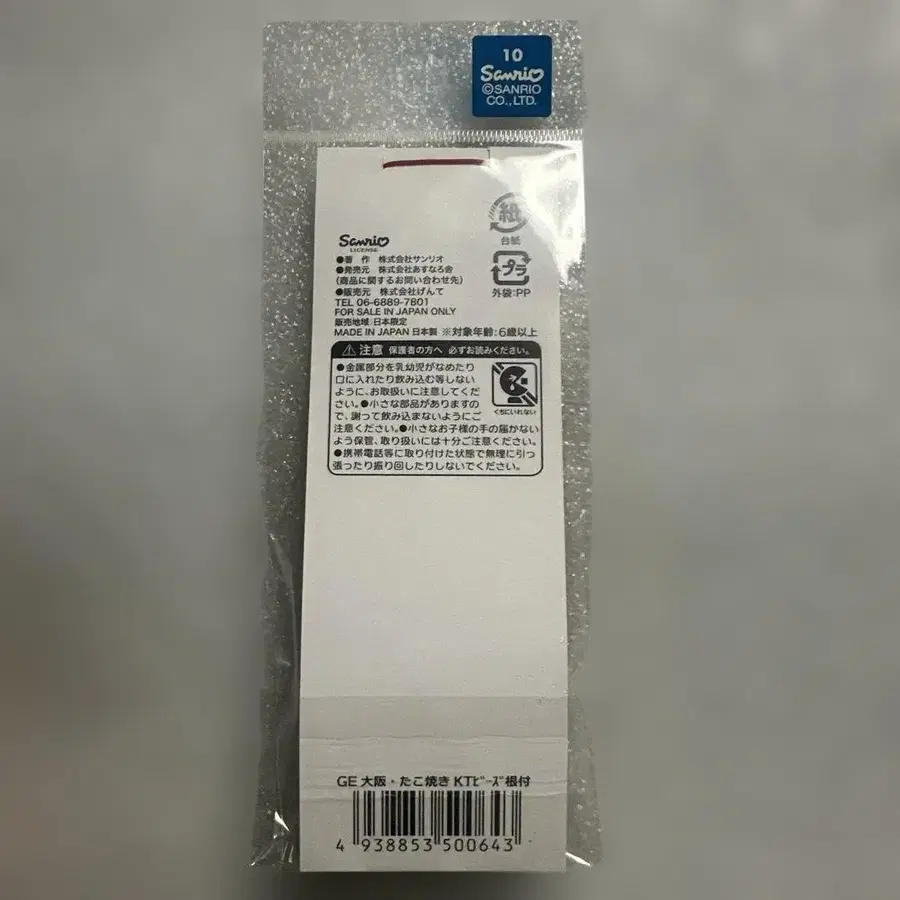 10
Sanrio
©SANRIO
CO.,LTD.
紙
台紙
プラ
外袋:PP
Sanrio
LICENSE
●著 作 株式会社サンリオ
●発売元 株式会社あすなろ舎
(商品に関するお問い合わせ先)
●販売元 株式会社げんて
TEL 06-6889-7801
FOR SALE IN JAPAN ONLY
販売地域:日本限定
MADE IN JAPAN 日本製 ※対象年齢:6歳以上
注意 保護者の方へ 必ずお読みください。
●金属部分を乳幼児がなめたり
口に入れたり飲み込む等しない
ように、お取扱いに注意してくだ
さい。●小さな部品がありますの
で、謝って飲み込まないようにご
注意ください。●小さなお子様の手の届かない
よう保管、取り扱いには十分ご注意ください。
●携帯電話等に取り付けた状態で無理に引っ
張ったり振り回したりしないでください。
くちにいれない
GE 大阪・たこ焼き KTビーズ根付
4 938853 500643